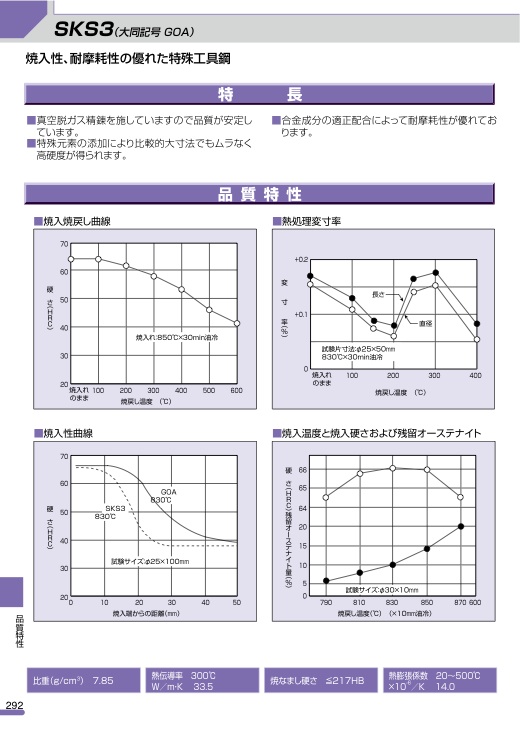 SKS3(大同記号 GOA)
焼入性、耐摩耗性の優れた特殊工具鋼
特 長
■真空脱ガス精錬を施していますので品質が安定し
ています。
■特殊元素の添加により比較的大寸法でもムラなく
高硬度が得られます。
■合金成分の適正配合によって耐摩耗性が優れてお
ります。
品 質 特 性
■焼入焼戻し曲線
70
60
50
40
30
20
硬 さ(HRC)
焼入れ:850℃×30min油冷
焼入れ 100 200 300 400 500 600
のまま
焼戻し温度 (℃)
■熱処理変寸率
+0.2
+0.1
0
変 寸 率(%)
長さ
直径
試験片寸法:φ25×50mm
830℃×30min油冷
焼入れ 100 200 300 400
のまま
焼戻し温度 (℃)
■焼入性曲線
70
60
50
40
30
20
硬 さ(HRC)
GOA
830℃
SKS3
830℃
試験サイズ:φ25×100mm
0 10 20 30 40 50
焼入端からの距離(mm)
■焼入温度と焼入硬さおよび残留オーステナイト
66
65
64
20
15
10
5
0
硬 さ(HRC)残留オーステナイト量(%)
試験サイズ:φ30×10mm
790 810 830 850 870 600
焼戻し温度(℃) (×10mm油冷)
品質特性
比重(g/cm³) 7.85
熱伝導率 300℃
W/m·K 33.5
焼なまし硬さ ≦217HB
熱膨張係数 20〜500℃
×10⁻⁶/K 14.0
292